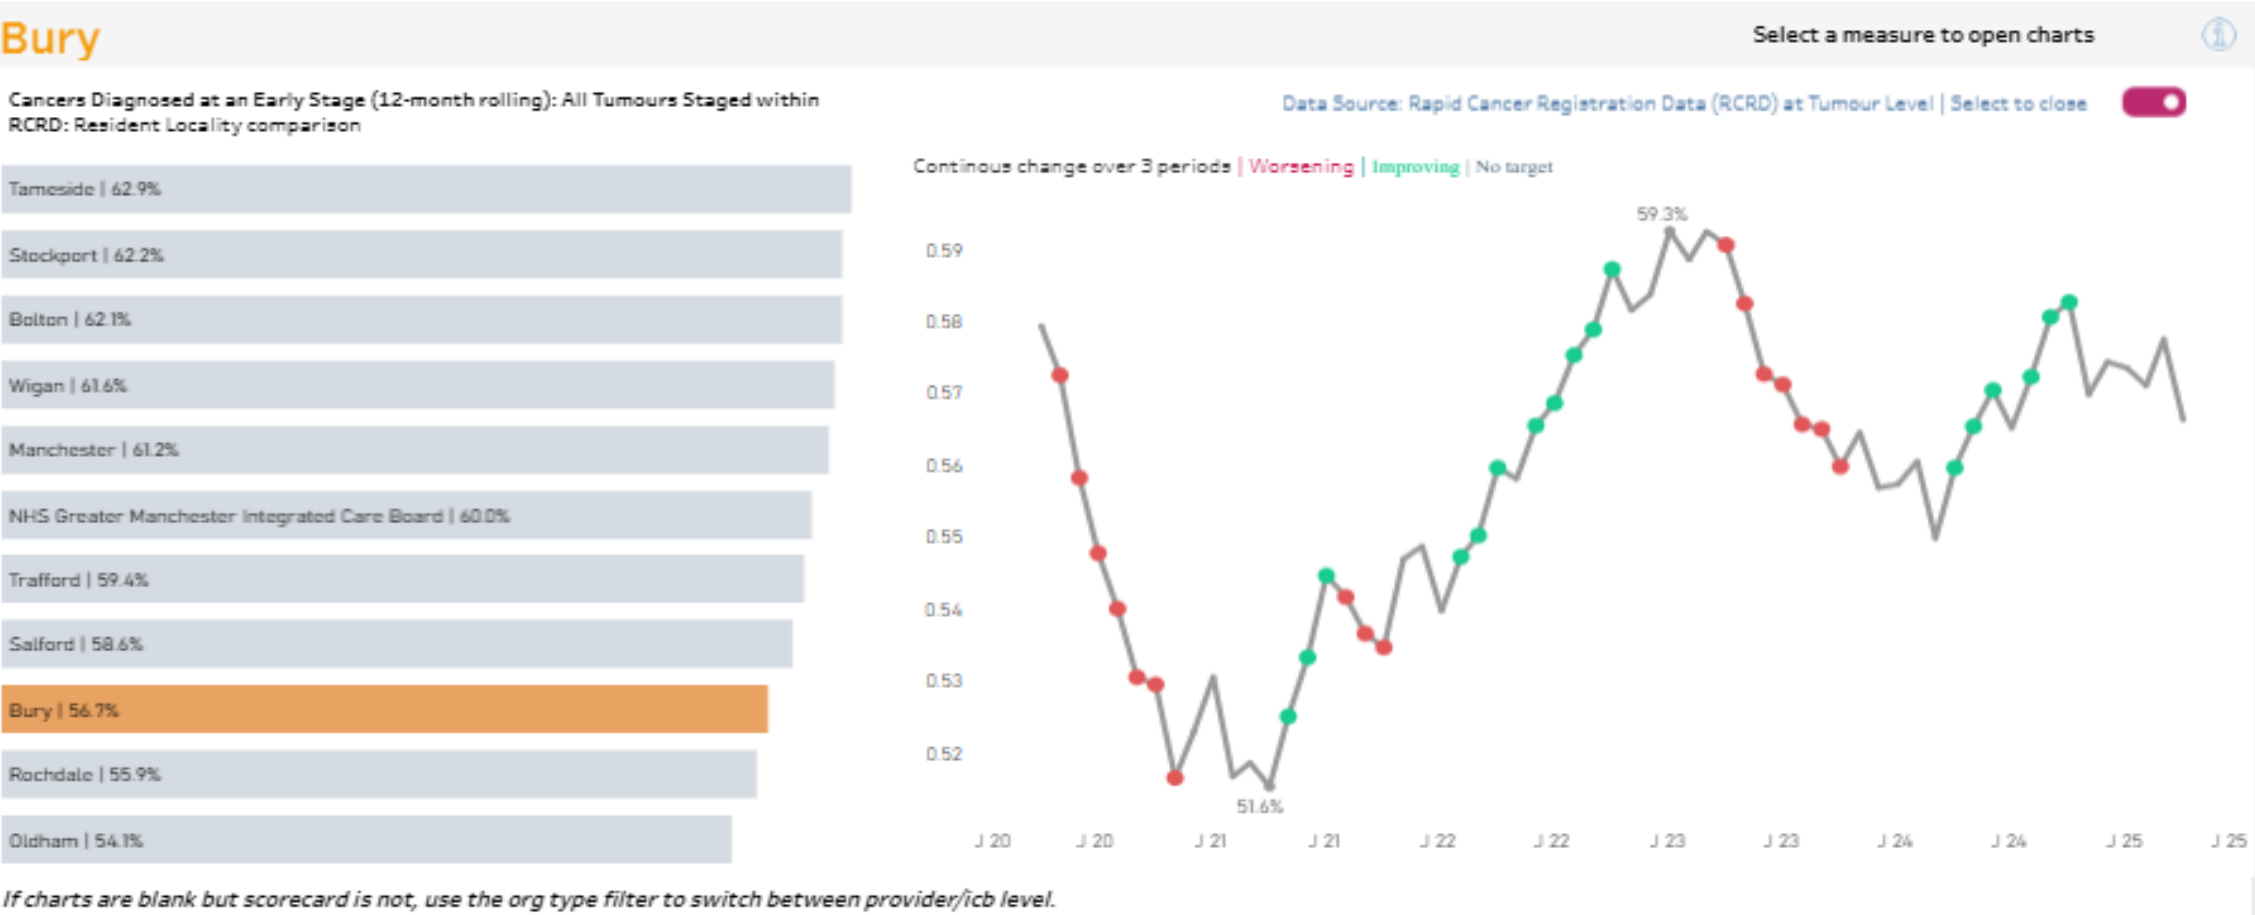 Bury
Select a measure to open charts
Cancers Diagnosed at an Early Stage (12-month rolling): All Tumours Staged within
RCRD: Resident Locality comparison
Data Source: Rapid Cancer Registration Data (RCRD) at Tumour Level | Select to close
Tameside | 62.9%
Stockport | 62.2%
Bolton | 62.1%
Wigan | 61.6%
Manchester | 61.2%
NHS Greater Manchester Integrated Care Board | 60.0%
Trafford | 59.4%
Salford | 58.6%
Bury | 56.7%
Rochdale | 55.9%
Oldham | 54.1%
Continous change over 3 periods | Worsening | Improving | No target
59.3%
0.59
0.58
0.57
0.56
0.55
0.54
0.53
0.52
51.6%
J 20 J 20 J 21 J 21 J 22 J 22 J 23 J 23 J 24 J 24 J 25 J 25
If charts are blank but scorecard is not, use the org type filter to switch between provider/icb level.